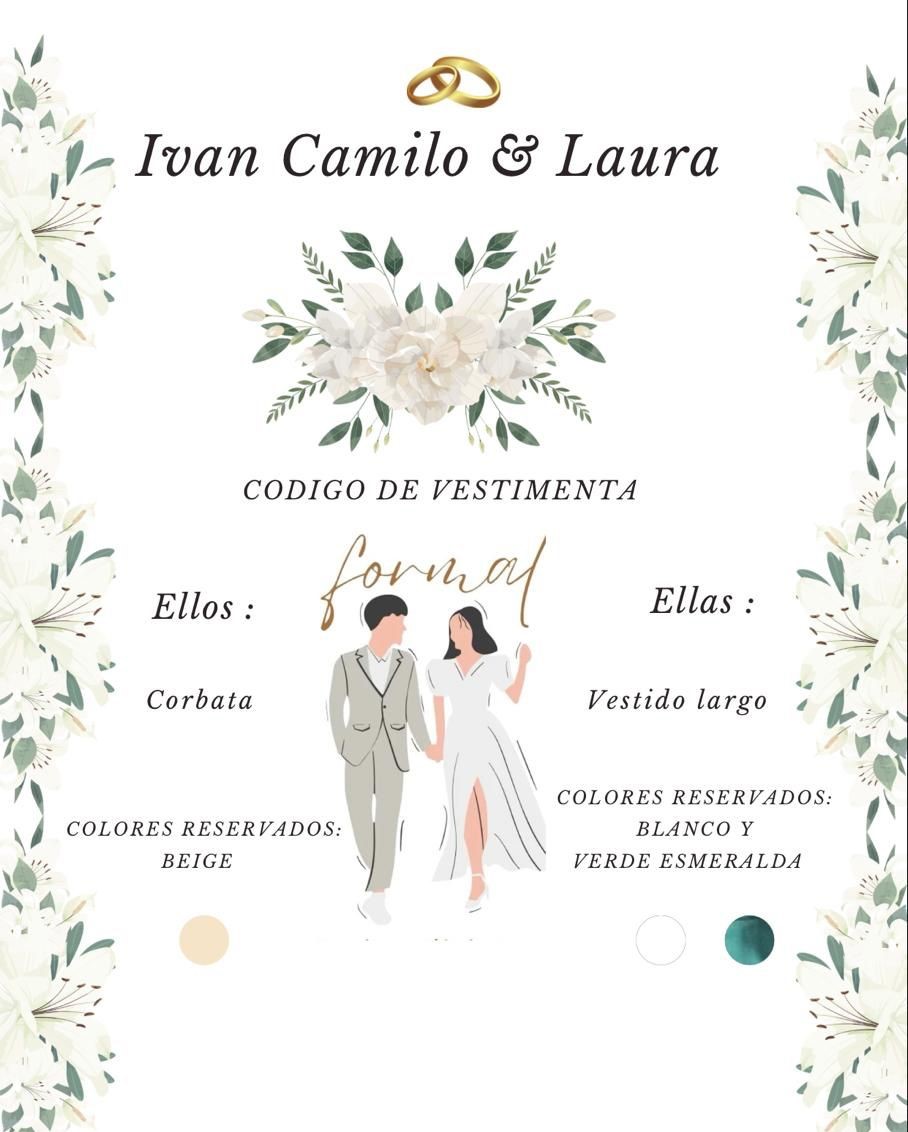 Ivan Camilo & Laura
CODIGO DE VESTIMENTA
formal
Ellos :
Corbata
COLORES RESERVADOS:
BEIGE
Ellas :
Vestido largo
COLORES RESERVADOS:
BLANCO Y
VERDE ESMERALDA